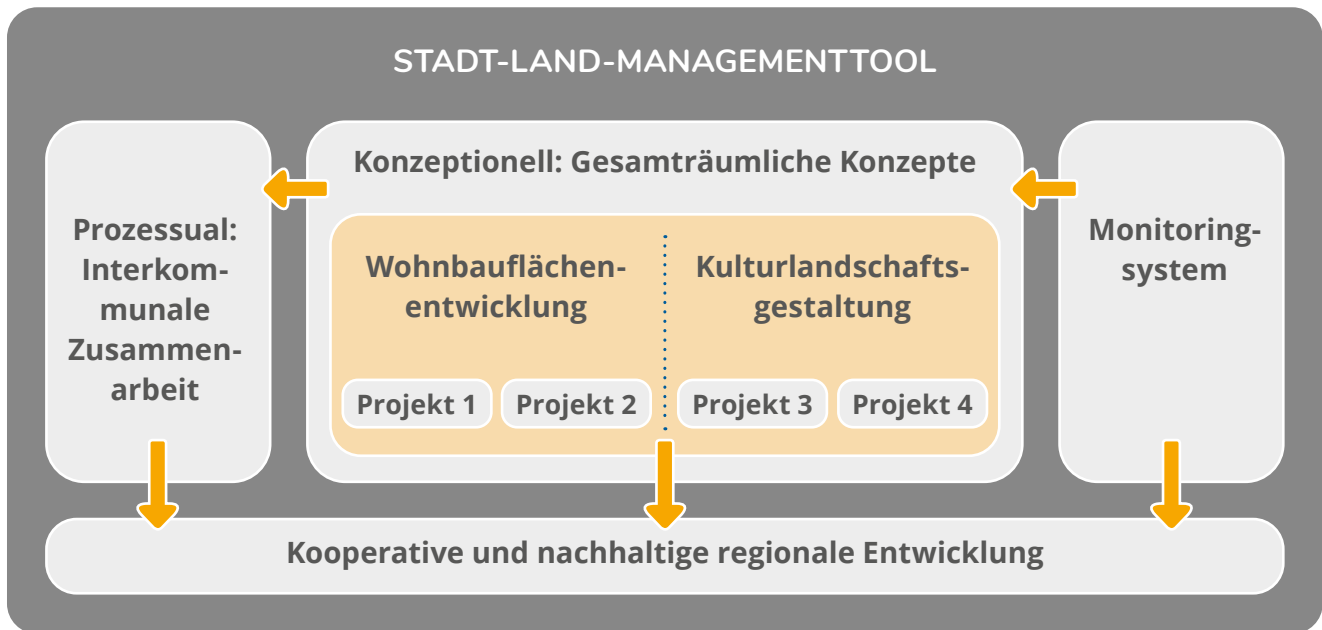 STADT-LAND-MANAGEMENTTOOL
Prozessual:
Interkom-
munale
Zusammen-
arbeit
Konzeptionell: Gesamträumliche Konzepte
Wohnbauflächen-
entwicklung
Projekt 1
Projekt 2
Kulturlandschafts-
gestaltung
Projekt 3
Projekt 4
Monitoring-
system
Kooperative und nachhaltige regionale Entwicklung